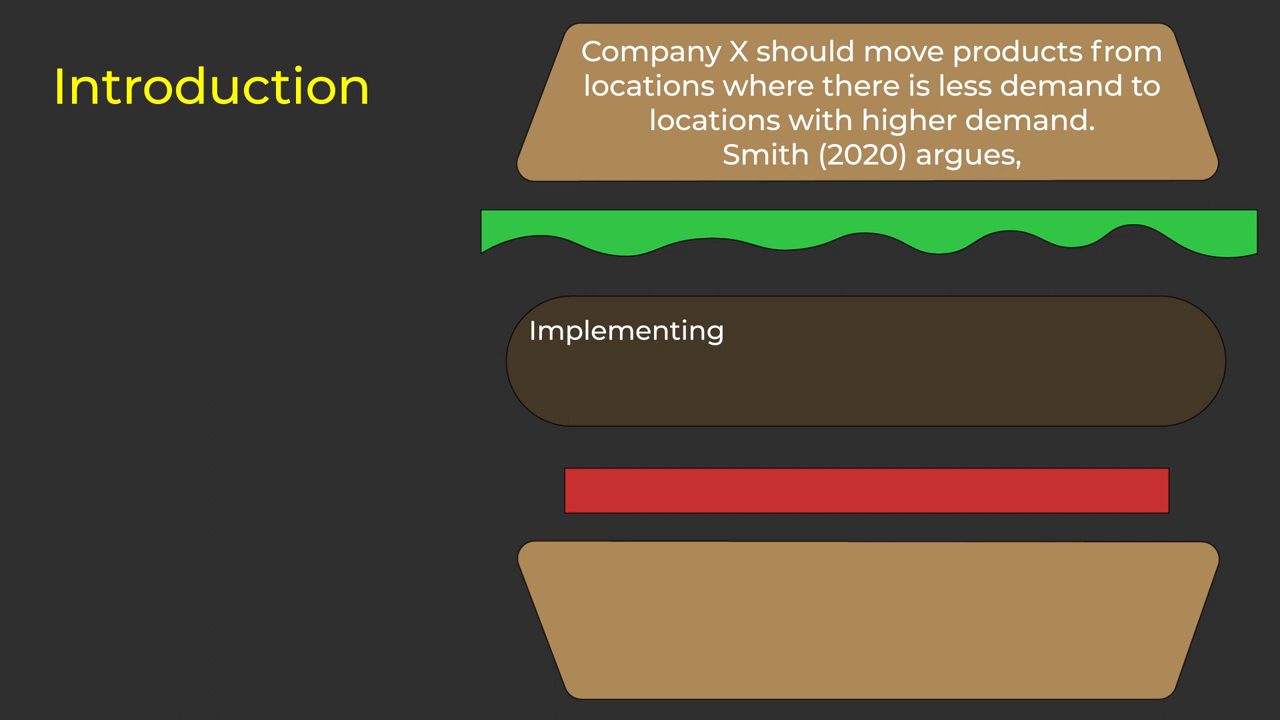 Introduction
Company X should move products from
locations where there is less demand to
locations with higher demand.
Smith (2020) argues,
Implementing